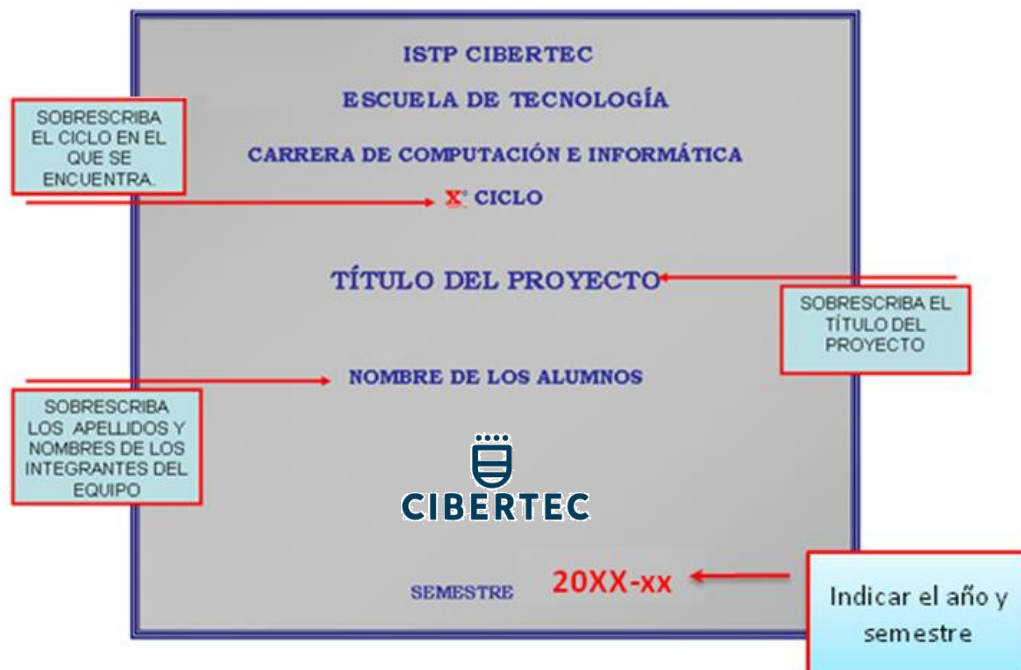 ISTP CIBERTEC
ESCUELA DE TECNOLOGÍA
SOBRESCRIBA
EL CICLO EN EL
QUE SE
ENCUENTRA.
CARRERA DE COMPUTACIÓN E INFORMÁTICA
X° CICLO
TÍTULO DEL PROYECTO
SOBRESCRIBA EL
TÍTULO DEL
PROYECTO
NOMBRE DE LOS ALUMNOS
SOBRESCRIBA
LOS APELLIDOS Y
NOMBRES DE LOS
INTEGRANTES DEL
EQUIPO
CIBERTEC
SEMESTRE 20XX-xx
Indicar el año y
semestre